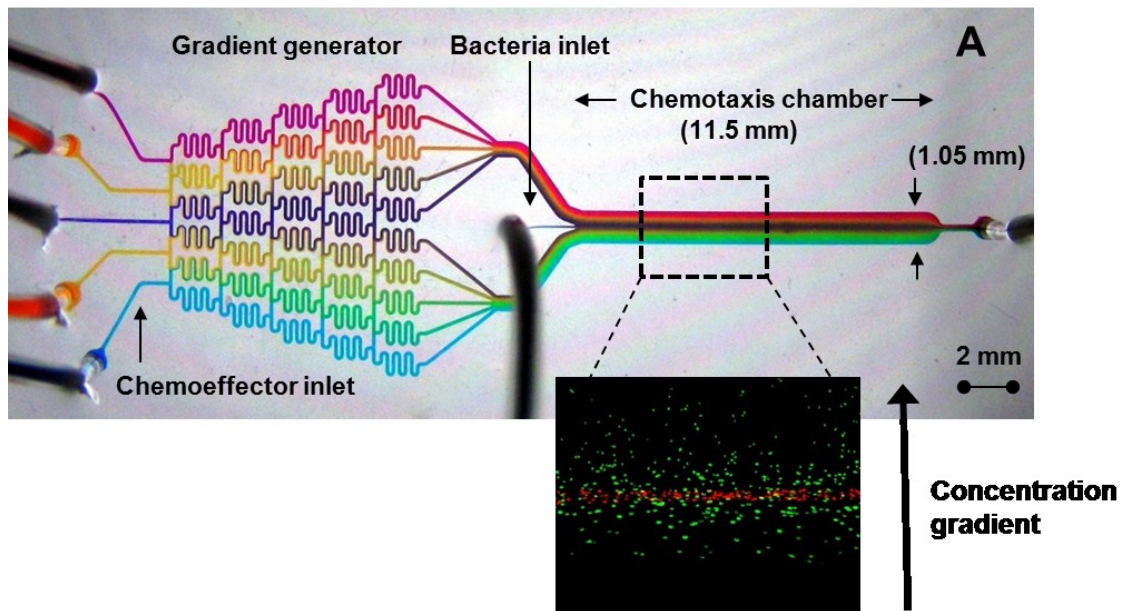 Gradient generator
Bacteria inlet
A
Chemotaxis chamber
(11.5 mm)
(1.05 mm)
Chemoeffector inlet
2 mm
Concentration
gradient